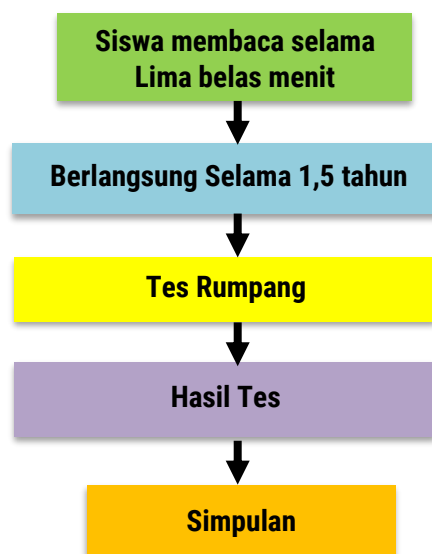 Siswa membaca selama
Lima belas menit
Berlangsung Selama 1,5 tahun
Tes Rumpang
Hasil Tes
Simpulan